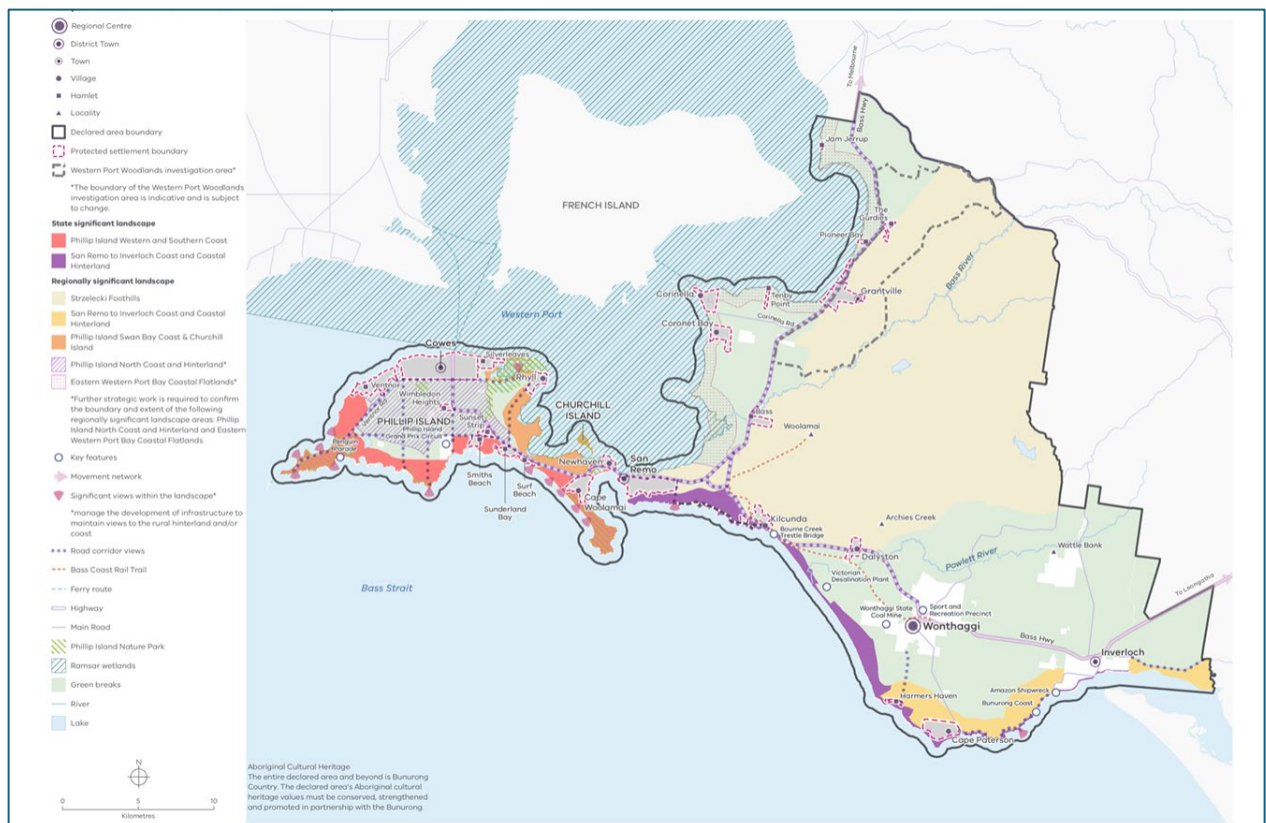 Regional Centre
District Town
Town
Village
Hamlet
Locality
Declared area boundary
Protected settlement boundary
Western Port Woodlands investigation area*
*The boundary of the Western Port Woodlands
investigation area is indicative and is subject
to change.
State significant landscape
Phillip Island Western and Southern Coast
San Remo to Inverloch Coast and Coastal
Hinterland
Regionally significant landscape
Strzelecki Foothills
San Remo to Inverloch Coast and Coastal
Hinterland
Phillip Island Swan Bay Coast & Churchill
Island
Phillip Island North Coast and Hinterland*
Eastern Western Port Bay Coastal Flatlands*
*Further strategic work is required to confirm
the boundary and extent of the following
regionally significant landscape areas: Phillip
Island North Coast and Hinterland and Eastern
Western Port Bay Coastal Flatlands.
Key features
Movement network
Significant views within the landscape*
*manage the development of infrastructure to
maintain views to the rural hinterland and/or
coast
Road corridor views
Bass Coast Rail Trail
Ferry route
Highway
Main Road
Phillip Island Nature Park
Ramsar wetlands
Green breaks
River
Lake
N
0 5 10
Kilometres
To Melbourne
Bass Hwy
Jam Jerrup
FRENCH ISLAND
The
Gurdies
Pioneer Bay
Bass River
Grantville
Corinella
Tenby
Point
Corinella Rd
Coronet Bay
Western Port
Cowes
Silverleaves
Rhyll
Ventnor
Wimbledon
Heights
CHURCHILL
ISLAND
PHILLIP ISLAND
Sunset
Strip
Phillip Island
Grand Prix Circuit
Penguin
Parade
Bass
Woolamai
Newhaven
San
Remo
Smiths
Beach
Surf
Beach
Sunderland
Bay
Cape
Woolamai
Kilcunda
Bourne Creek
Trestle Bridge
Archies Creek
Dalyston
Powlett River
Wattle Bank
Victorian
Desalination Plant
To Leongatha
Bass Strait
Wonthaggi State
Coal Mine
Sport and
Recreation Precinct
Wonthaggi
Bass Hwy
Inverloch
Harmers Haven
Amazon Shipwreck
Bunurong Coast
Cape Paterson
Aboriginal Cultural Heritage
The entire declared area and beyond is Bunurong
Country. The declared area's Aboriginal cultural
heritage values must be conserved, strengthened
and promoted in partnership with the Bunurong.